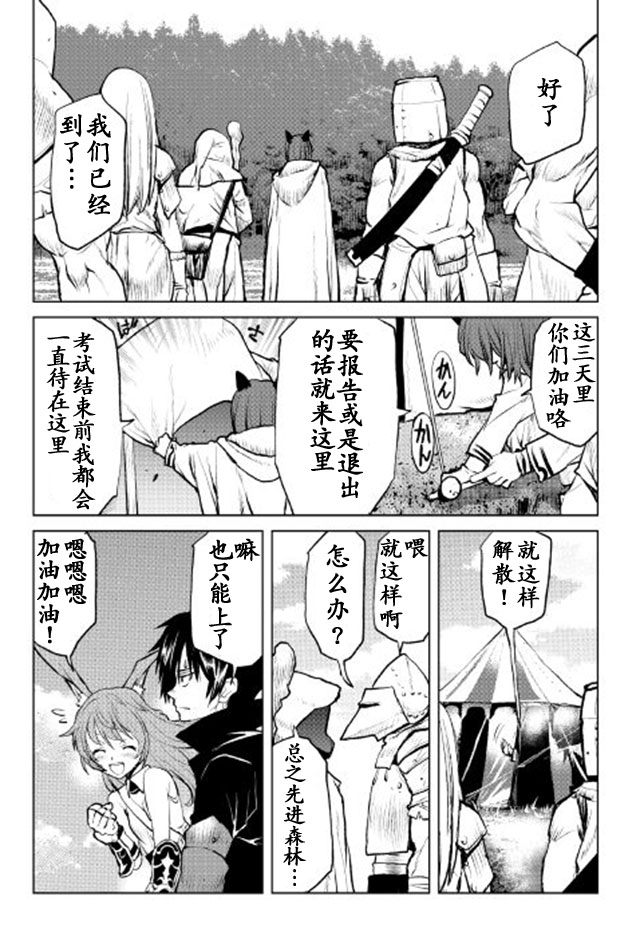 好了
我们已经
到了…
这三天里
你们加油咯
かん
かん
要报告或是退出
的话就来这里
考试结束前我都会
一直待在这里
就这样
解散！
喂
就这样啊
怎么办？
总之先进森林…
嘛
也只能上了
嗯嗯嗯
加油加油！